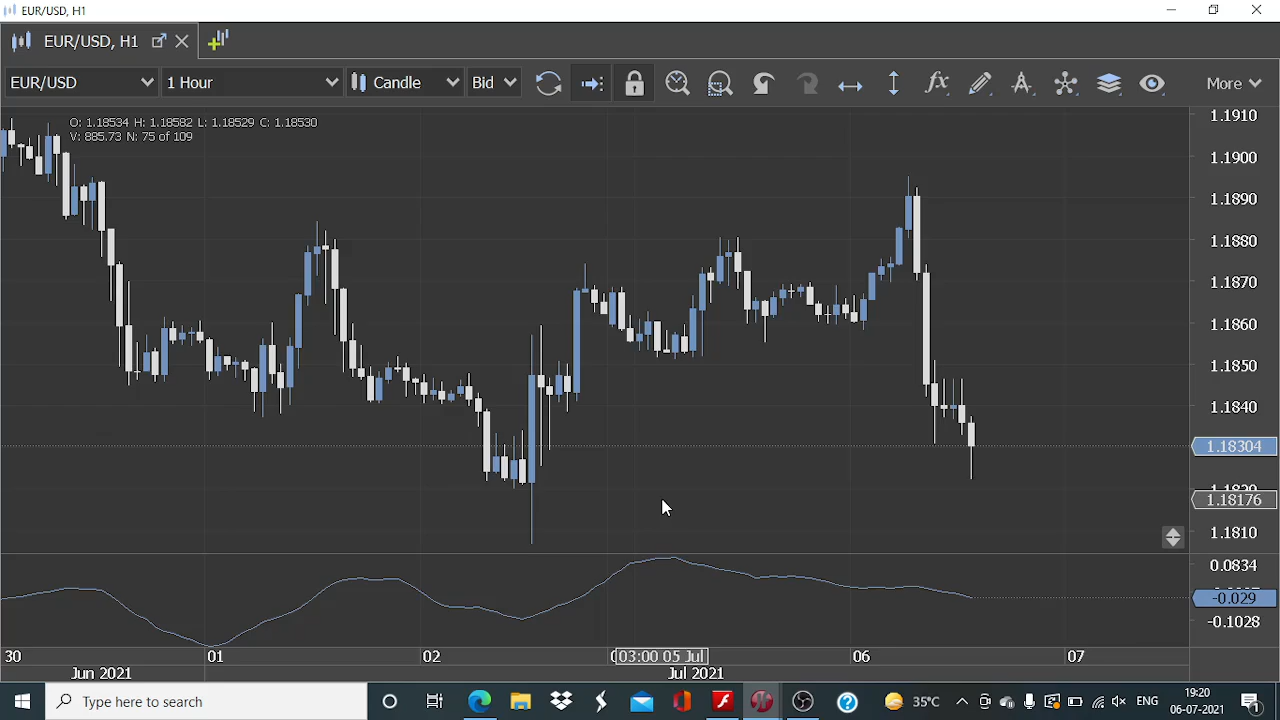 EUR/USD, H1
EUR/USD, H1
EUR/USD 1 Hour Candle Bid More
O: 1.18534 H: 1.18582 L: 1.18529 C: 1.18530
V: 885.73 N: 75 of 109
1.1910
1.1900
1.1890
1.1880
1.1870
1.1860
1.1850
1.1840
1.18304
1.18176
1.1810
0.0834
-0.029
-0.1028
30 01 02 03:00 05 Jul 06 07
Jun 2021 Jul 2021
Type here to search 35°C ENG 19:20
06-07-2021 1